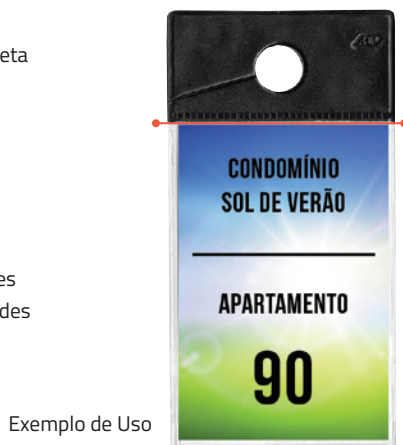 eta
CONDOMÍNIO
SOL DE VERÃO
APARTAMENTO
90
es
des
Exemplo de Uso